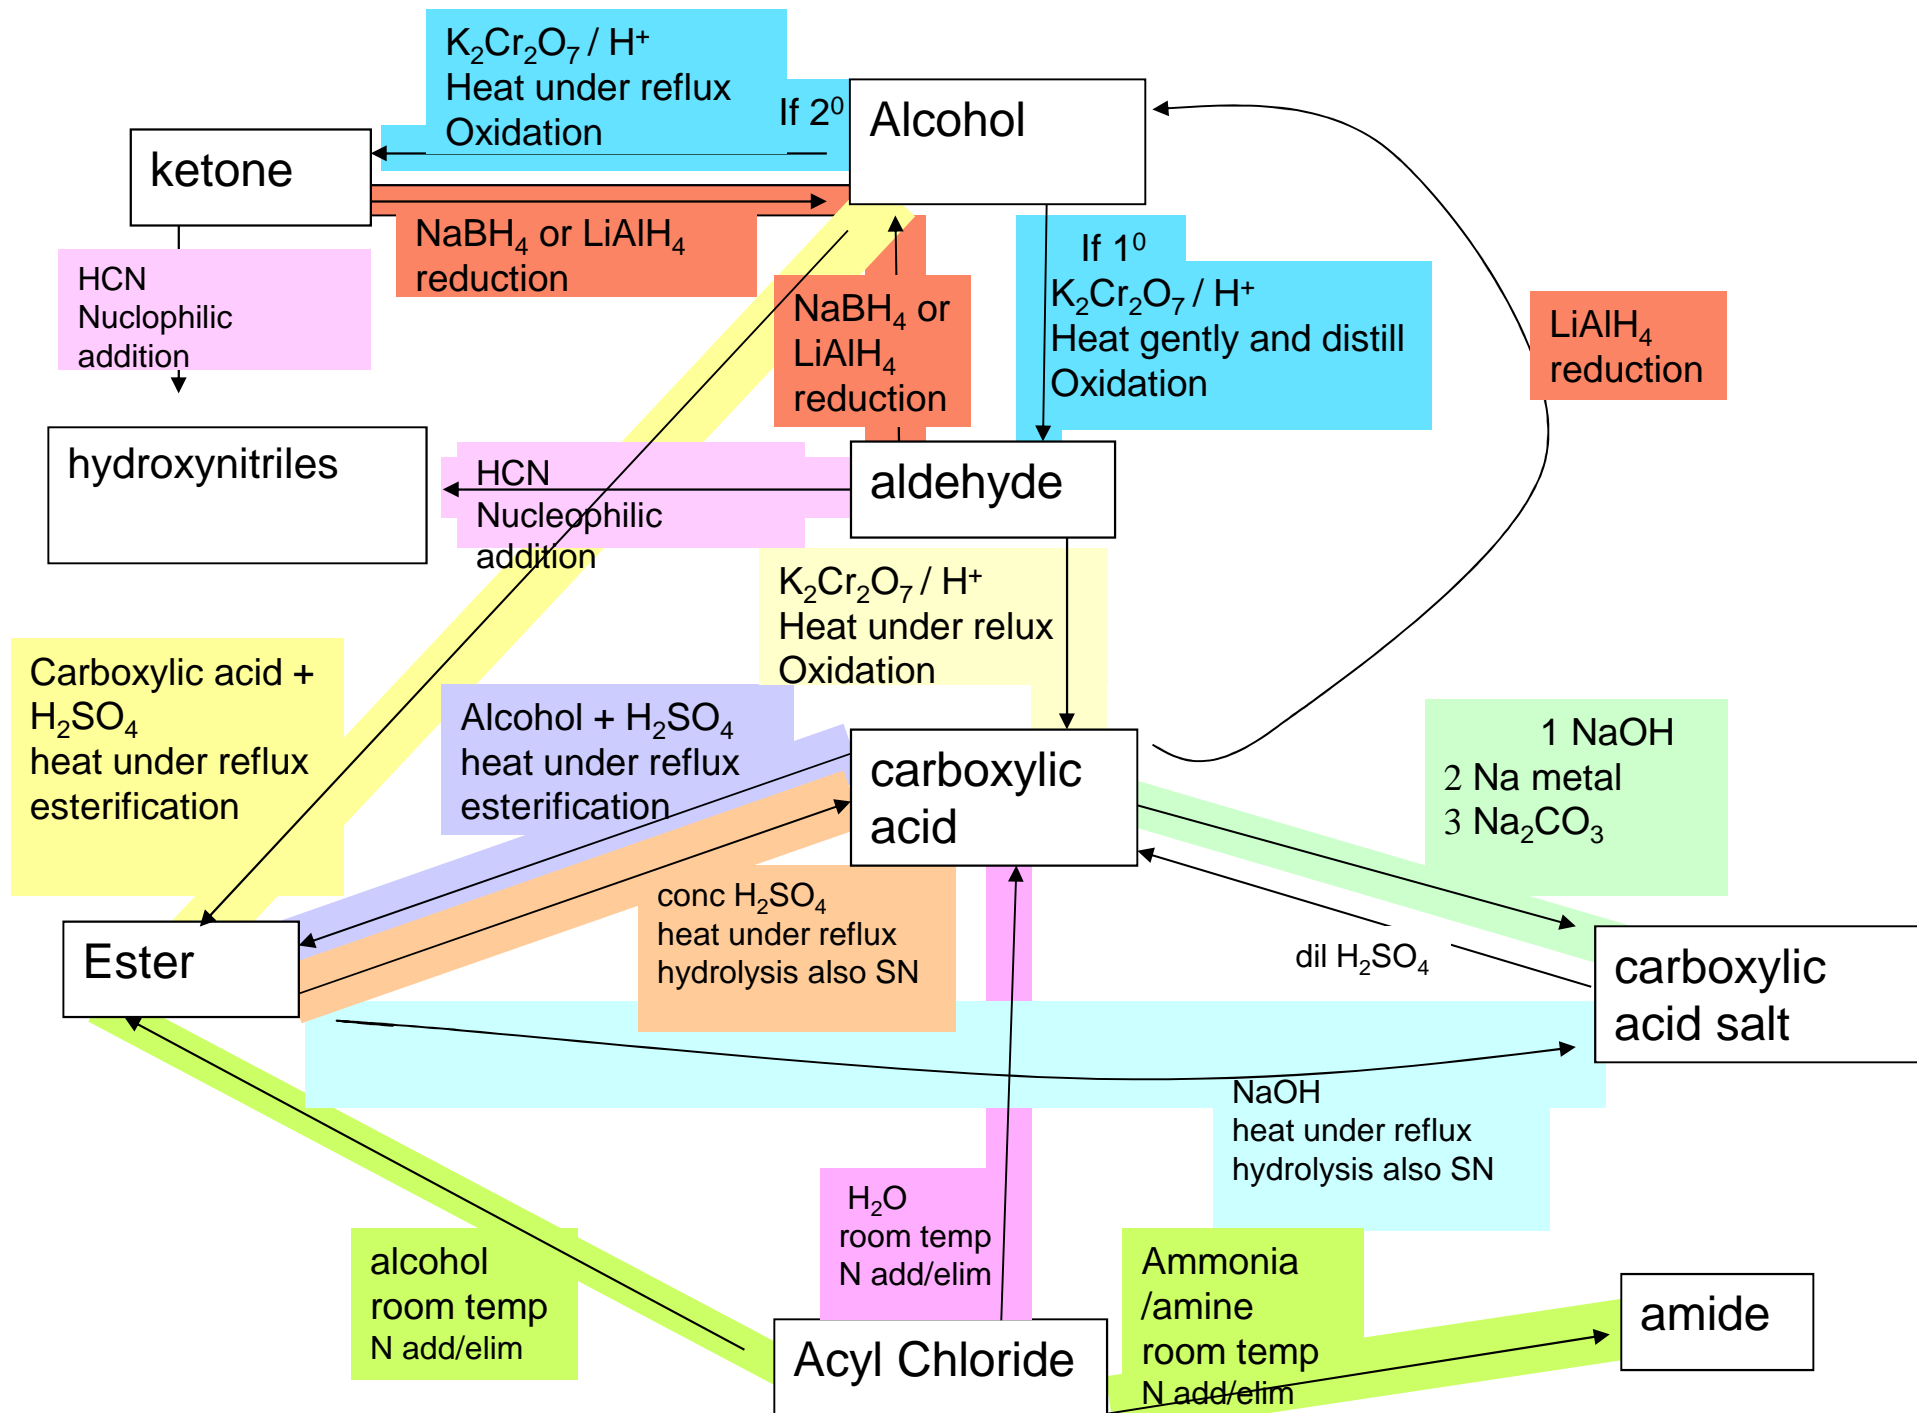 K₂Cr₂O₇ / H⁺
Heat under reflux
Oxidation
If 2⁰
Alcohol
ketone
NaBH₄ or LiAlH₄
reduction
HCN
Nuclophilic
addition
If 1⁰
K₂Cr₂O₇ / H⁺
Heat gently and distill
Oxidation
NaBH₄ or
LiAlH₄
reduction
LiAlH₄
reduction
hydroxynitriles
HCN
Nucleophilic
addition
aldehyde
K₂Cr₂O₇ / H⁺
Heat under relux
Oxidation
Carboxylic acid +
H₂SO₄
heat under reflux
esterification
Alcohol + H₂SO₄
heat under reflux
esterification
carboxylic
acid
1 NaOH
2 Na metal
3 Na₂CO₃
conc H₂SO₄
heat under reflux
hydrolysis also SN
dil H₂SO₄
Ester
carboxylic
acid salt
NaOH
heat under reflux
hydrolysis also SN
H₂O
room temp
N add/elim
alcohol
room temp
N add/elim
Ammonia
/amine
room temp
N add/elim
amide
Acyl Chloride